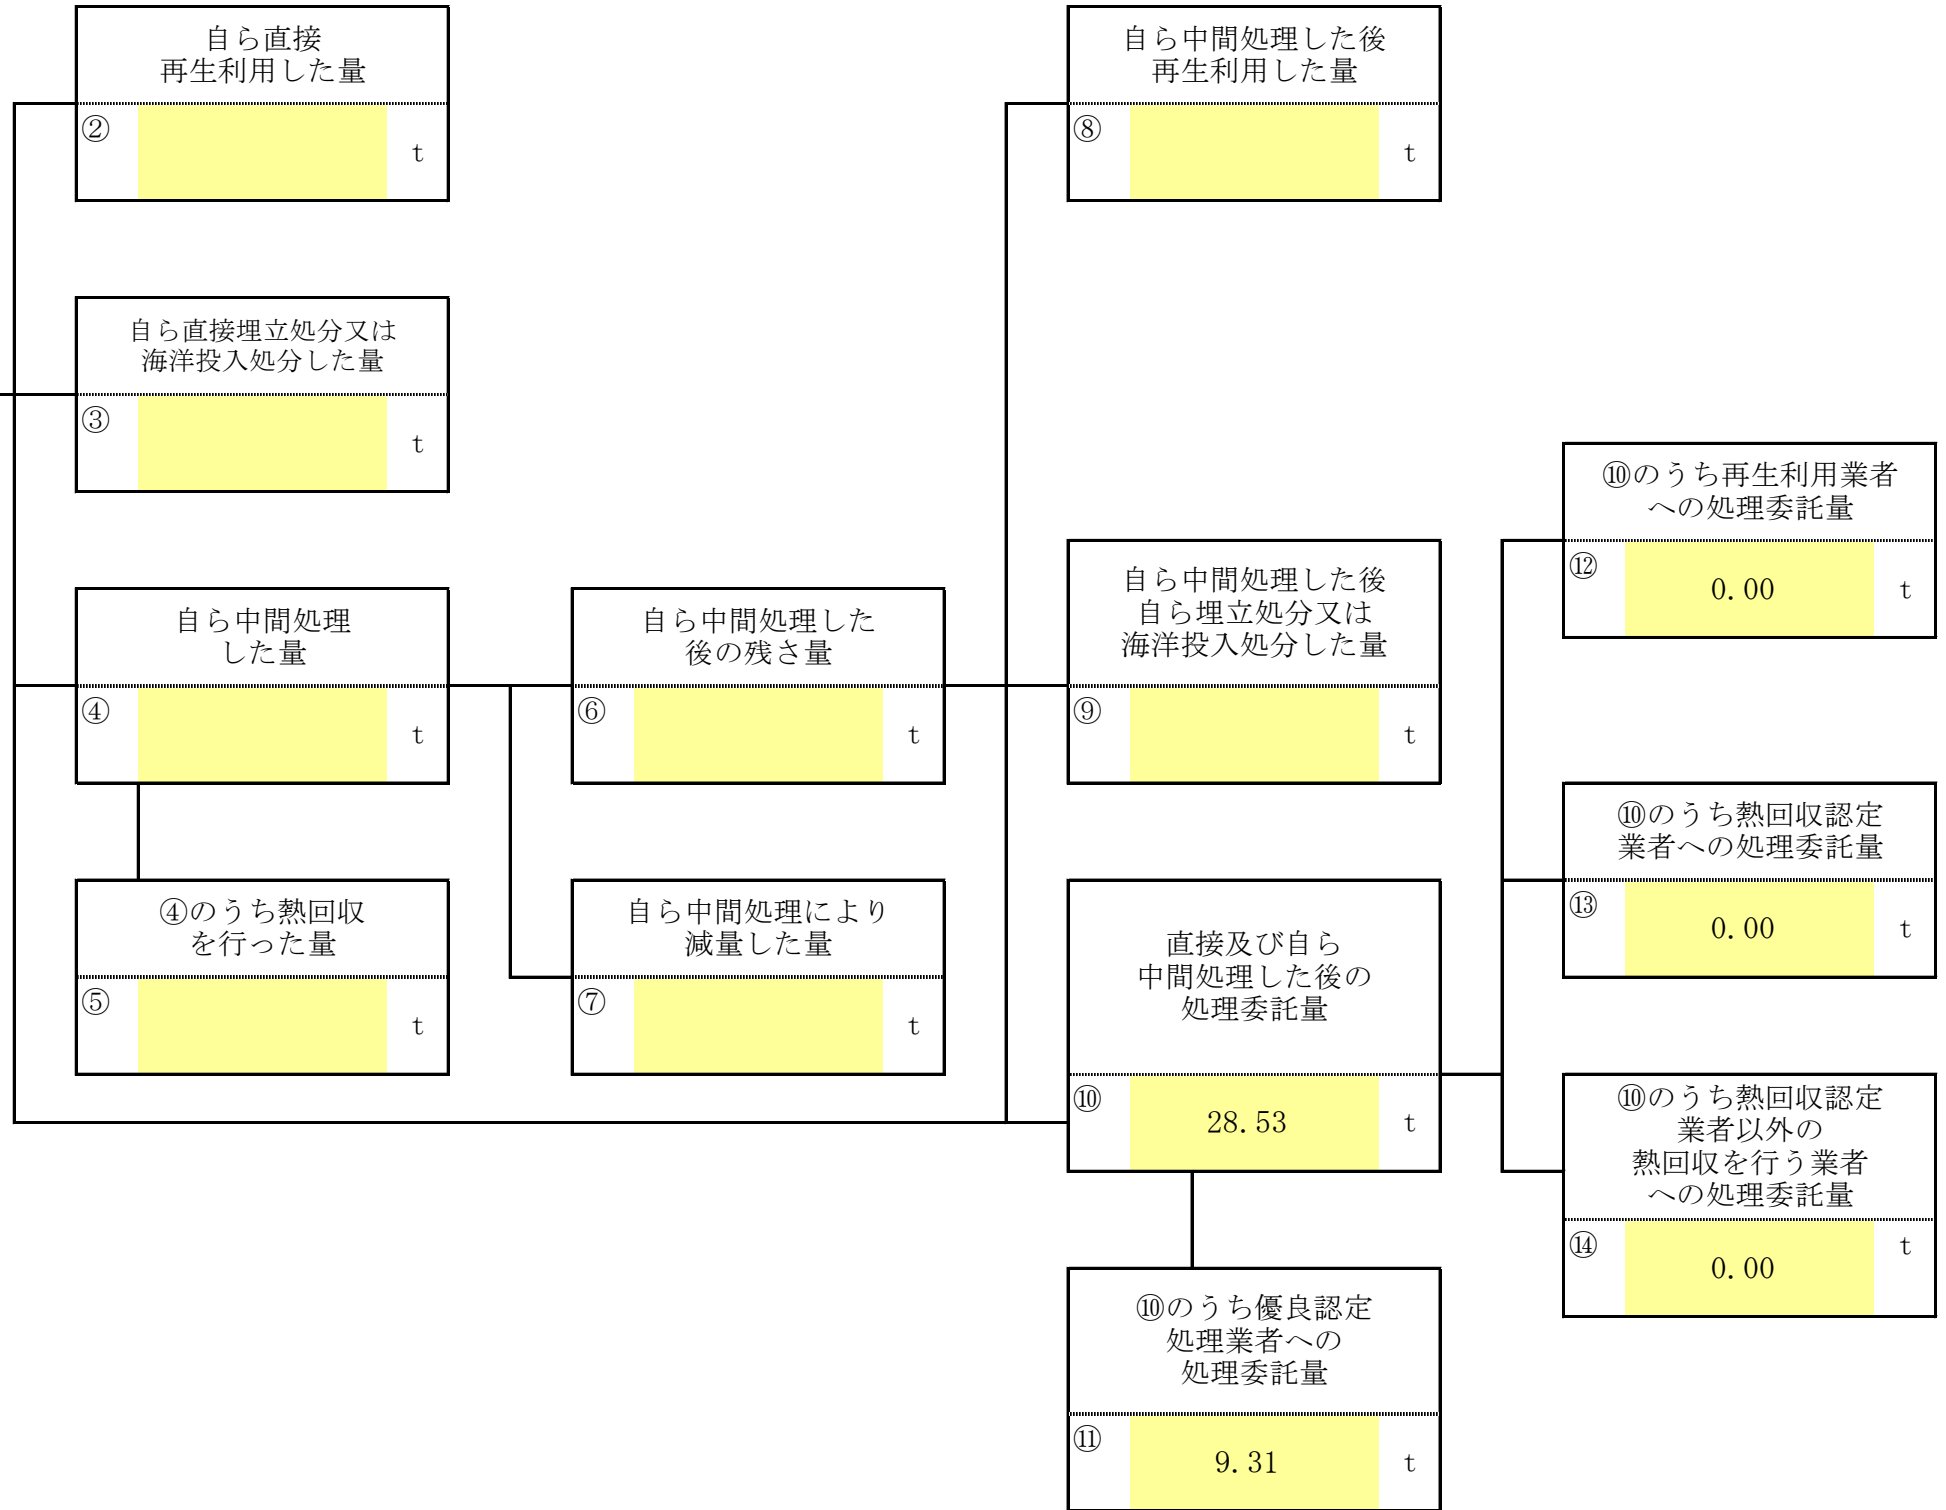 自ら直接
再生利用した量
②
t
自ら中間処理した後
再生利用した量
⑧
t
自ら直接埋立処分又は
海洋投入処分した量
③
t
⑩のうち再生利用業者
への処理委託量
⑫
0.00
t
自ら中間処理
した量
④
t
自ら中間処理した
後の残さ量
⑥
t
自ら中間処理した後
自ら埋立処分又は
海洋投入処分した量
⑨
t
⑩のうち熱回収認定
業者への処理委託量
⑬
0.00
t
④のうち熱回収
を行った量
⑤
t
自ら中間処理により
減量した量
⑦
t
直接及び自ら
中間処理した後の
処理委託量
⑩
28.53
t
⑩のうち熱回収認定
業者以外の
熱回収を行う業者
への処理委託量
⑭
0.00
t
⑩のうち優良認定
処理業者への
処理委託量
⑪
9.31
t